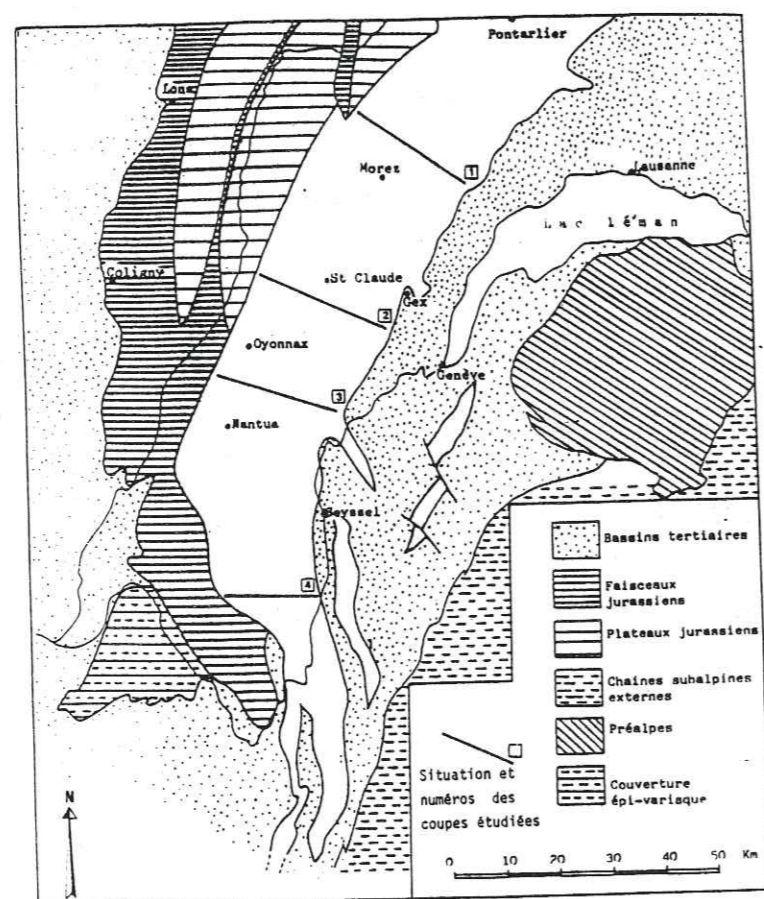 Pontarlier
Lons
Morez
1
Lausanne
Lac léman
Coligny
St Claude
Gex
2
Oyonnax
Genève
3
Nantua
Seyssel
4
Bassins tertiaires
Faisceaux
jurassiens
Plateaux jurassiens
Chaines subalpines
externes
Préalpes
Couverture
épi-varisque
Situation et
numéros des
coupes étudiées
N
0 10 20 30 40 50 Km